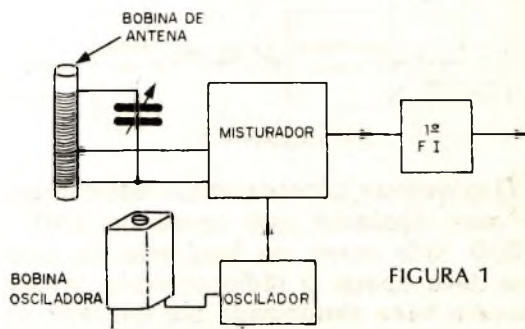 BOBINA DE
ANTENA
MISTURADOR
1ª
F I
BOBINA
OSCILADORA
OSCILADOR
FIGURA 1